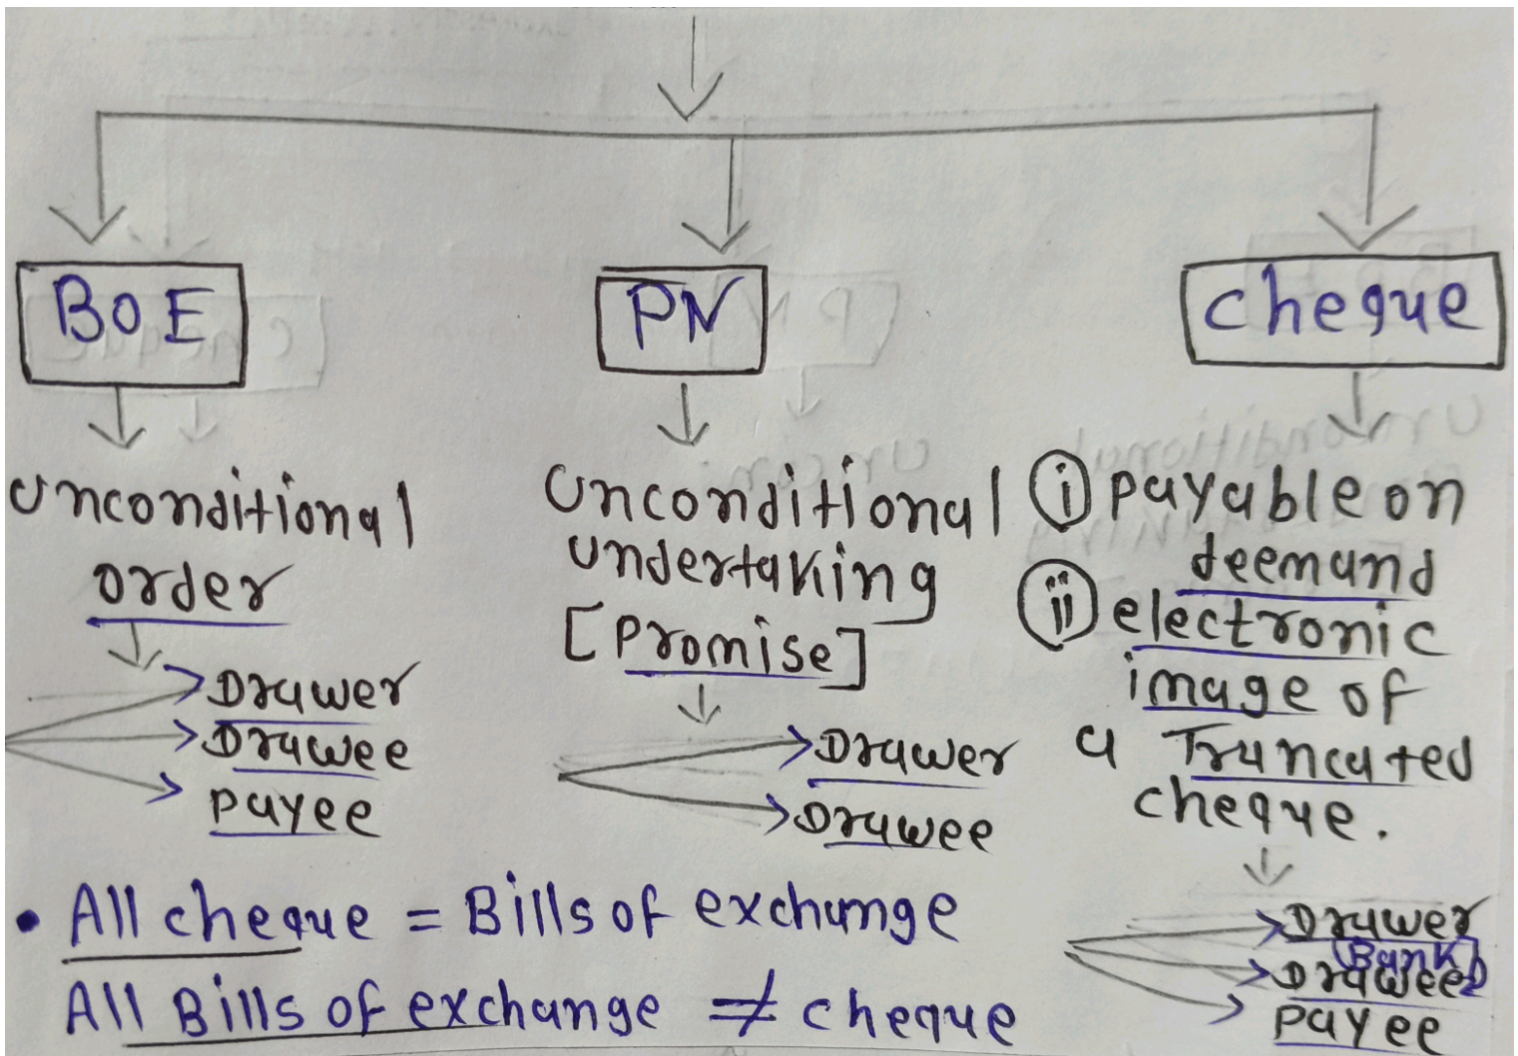 BOE
PN
cheque
unconditional
order
Drawer
Drawee
payee
unconditional
undertaking
[Promise]
Drawer
Drawee
(i) payable on
deemand
(ii) electronic
image of
a Truncated
cheque.
Drawer
(Bank)
Drawee
payee
• All cheque = Bills of exchange
All Bills of exchange ≠ cheque